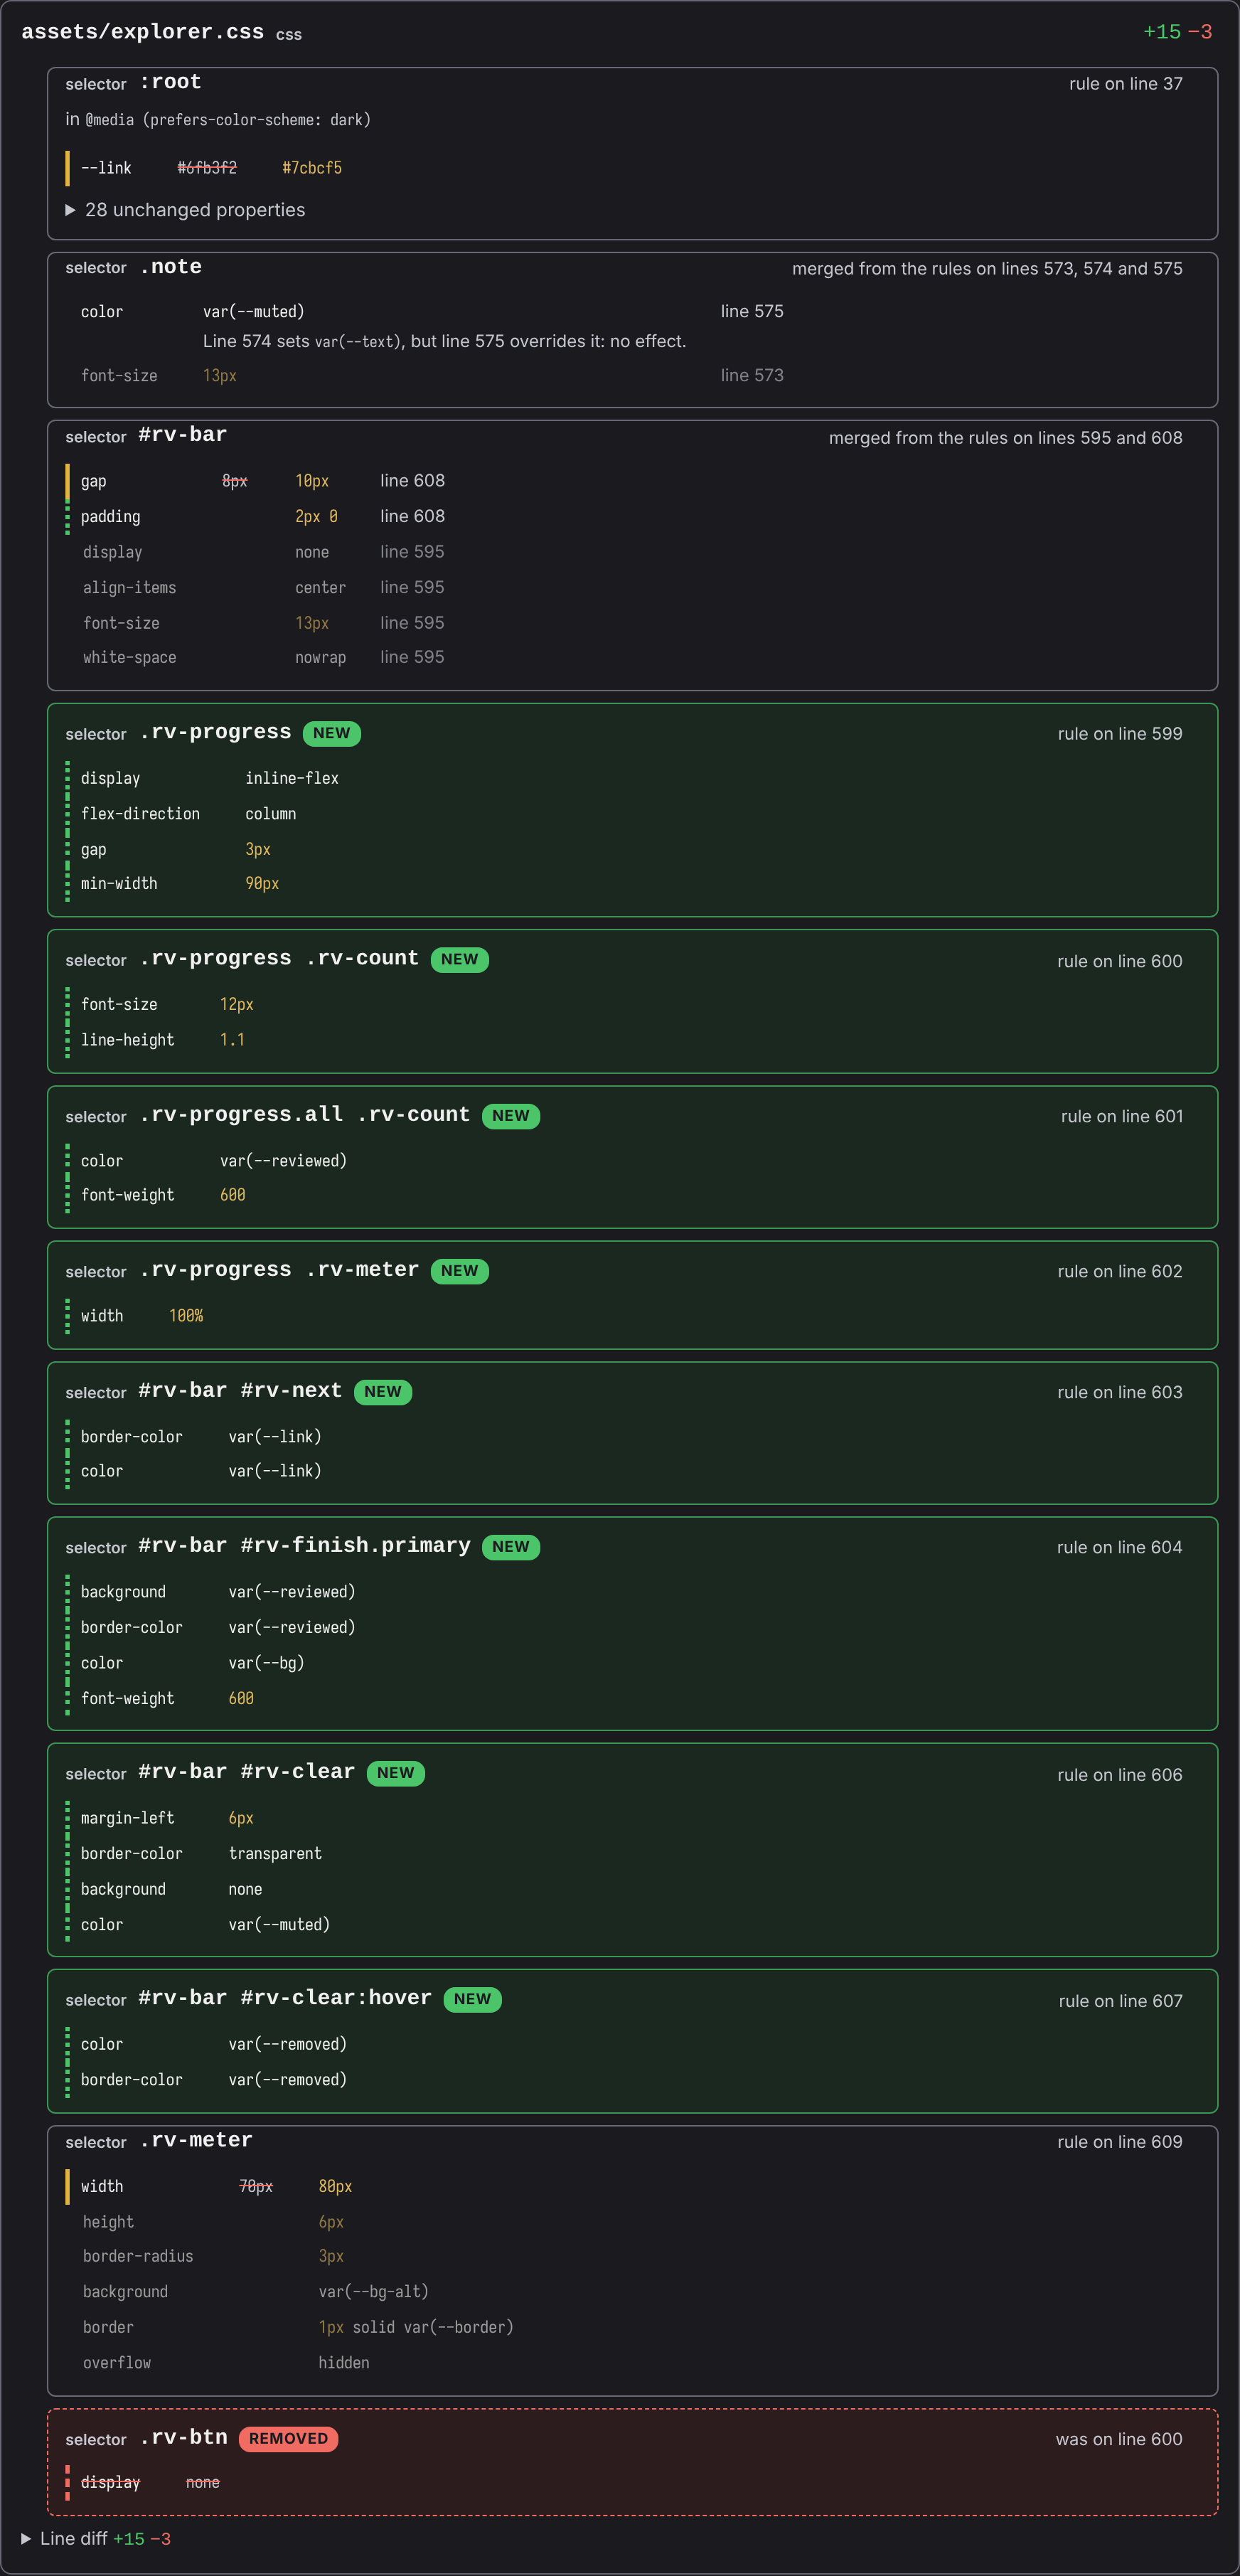 assets/explorer.css css +15 −3
selector :root rule on line 37
in @media (prefers-color-scheme: dark)
--link #6fb3f2 #7cbcf5
▶ 28 unchanged properties
selector .note merged from the rules on lines 573, 574 and 575
color var(--muted) line 575
Line 574 sets var(--text), but line 575 overrides it: no effect.
font-size 13px line 573
selector #rv-bar merged from the rules on lines 595 and 608
gap 8px 10px line 608
padding 2px 0 line 608
display none line 595
align-items center line 595
font-size 13px line 595
white-space nowrap line 595
selector .rv-progress NEW rule on line 599
display inline-flex
flex-direction column
gap 3px
min-width 90px
selector .rv-progress .rv-count NEW rule on line 600
font-size 12px
line-height 1.1
selector .rv-progress.all .rv-count NEW rule on line 601
color var(--reviewed)
font-weight 600
selector .rv-progress .rv-meter NEW rule on line 602
width 100%
selector #rv-bar #rv-next NEW rule on line 603
border-color var(--link)
color var(--link)
selector #rv-bar #rv-finish.primary NEW rule on line 604
background var(--reviewed)
border-color var(--reviewed)
color var(--bg)
font-weight 600
selector #rv-bar #rv-clear NEW rule on line 606
margin-left 6px
border-color transparent
background none
color var(--muted)
selector #rv-bar #rv-clear:hover NEW rule on line 607
color var(--removed)
border-color var(--removed)
selector .rv-meter rule on line 609
width 70px 80px
height 6px
border-radius 3px
background var(--bg-alt)
border 1px solid var(--border)
overflow hidden
selector .rv-btn REMOVED was on line 600
display none
▶ Line diff +15 −3